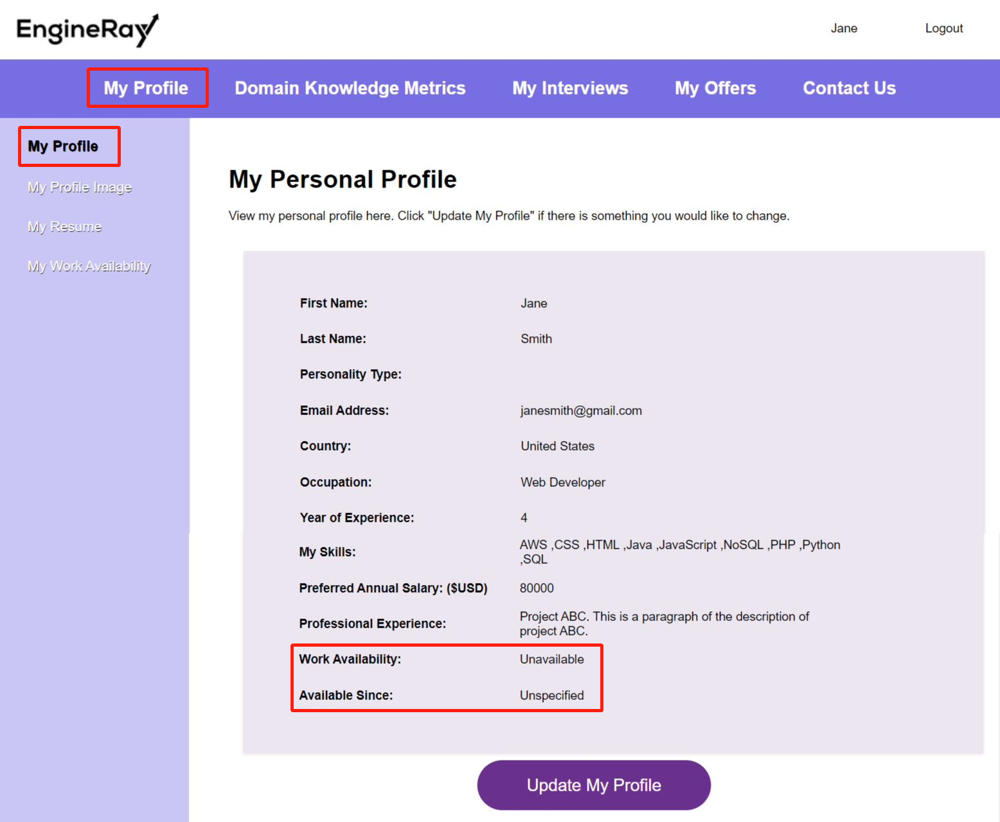 EngineRay
Jane
Logout
My Profile
Domain Knowledge Metrics
My Interviews
My Offers
Contact Us
My Profile
My Profile Image
My Resume
My Work Availability
My Personal Profile
View my personal profile here. Click "Update My Profile" if there is something you would like to change.
First Name: Jane
Last Name: Smith
Personality Type:
Email Address: janesmith@gmail.com
Country: United States
Occupation: Web Developer
Year of Experience: 4
My Skills: AWS ,CSS ,HTML ,Java ,JavaScript ,NoSQL ,PHP ,Python
,SQL
Preferred Annual Salary: ($USD) 80000
Professional Experience: Project ABC. This is a paragraph of the description of
project ABC.
Work Availability: Unavailable
Available Since: Unspecified
Update My Profile